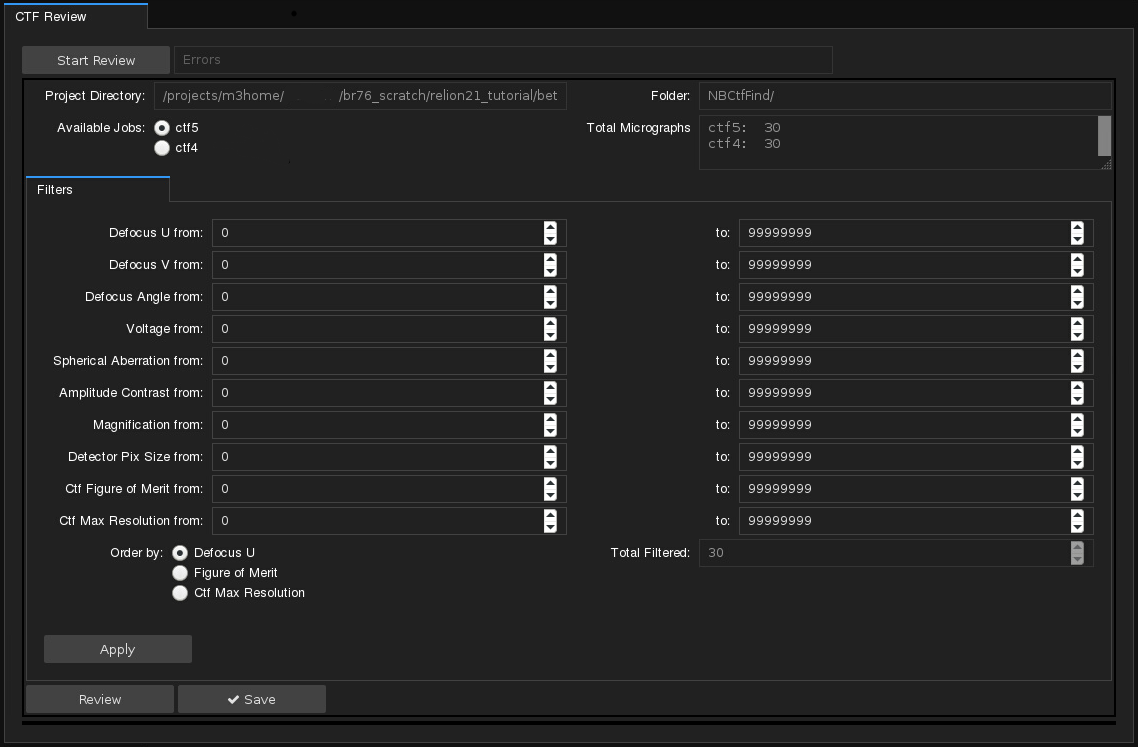 CTF Review
Start Review Errors
Project Directory: /projects/m3home/ /br76_scratch/relion21_tutorial/bet Folder: NBCtfFind/
Available Jobs: ctf5 Total Micrographs ctf5: 30
ctf4 ctf4: 30
Filters
Defocus U from: 0 to: 99999999
Defocus V from: 0 to: 99999999
Defocus Angle from: 0 to: 99999999
Voltage from: 0 to: 99999999
Spherical Aberration from: 0 to: 99999999
Amplitude Contrast from: 0 to: 99999999
Magnification from: 0 to: 99999999
Detector Pix Size from: 0 to: 99999999
Ctf Figure of Merit from: 0 to: 99999999
Ctf Max Resolution from: 0 to: 99999999
Order by: Defocus U Total Filtered: 30
Figure of Merit
Ctf Max Resolution
Apply
Review ✔ Save